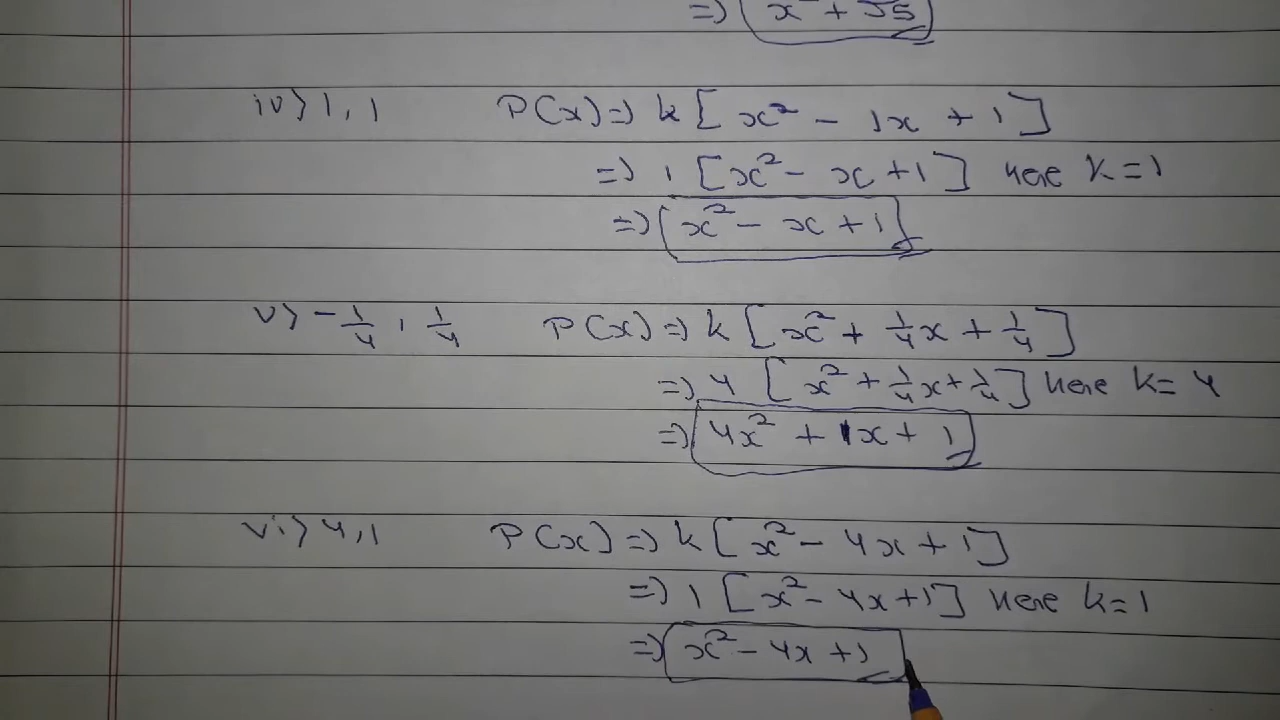 =) x² + √5
iv> 1, 1 P(x) => k [x² - 1x + 1]
=) 1 [x² - x + 1] Here k = 1
=) x² - x + 1
v> -1/4, 1/4 P(x) => k [x² + 1/4x + 1/4]
=) 4 [x² + 1/4x + 1/4] Here k = 4
=) 4x² + 1x + 1
vi> 4, 1 P(x) => k [x² - 4x + 1]
=) 1 [x² - 4x + 1] Here k = 1
=) x² - 4x + 1